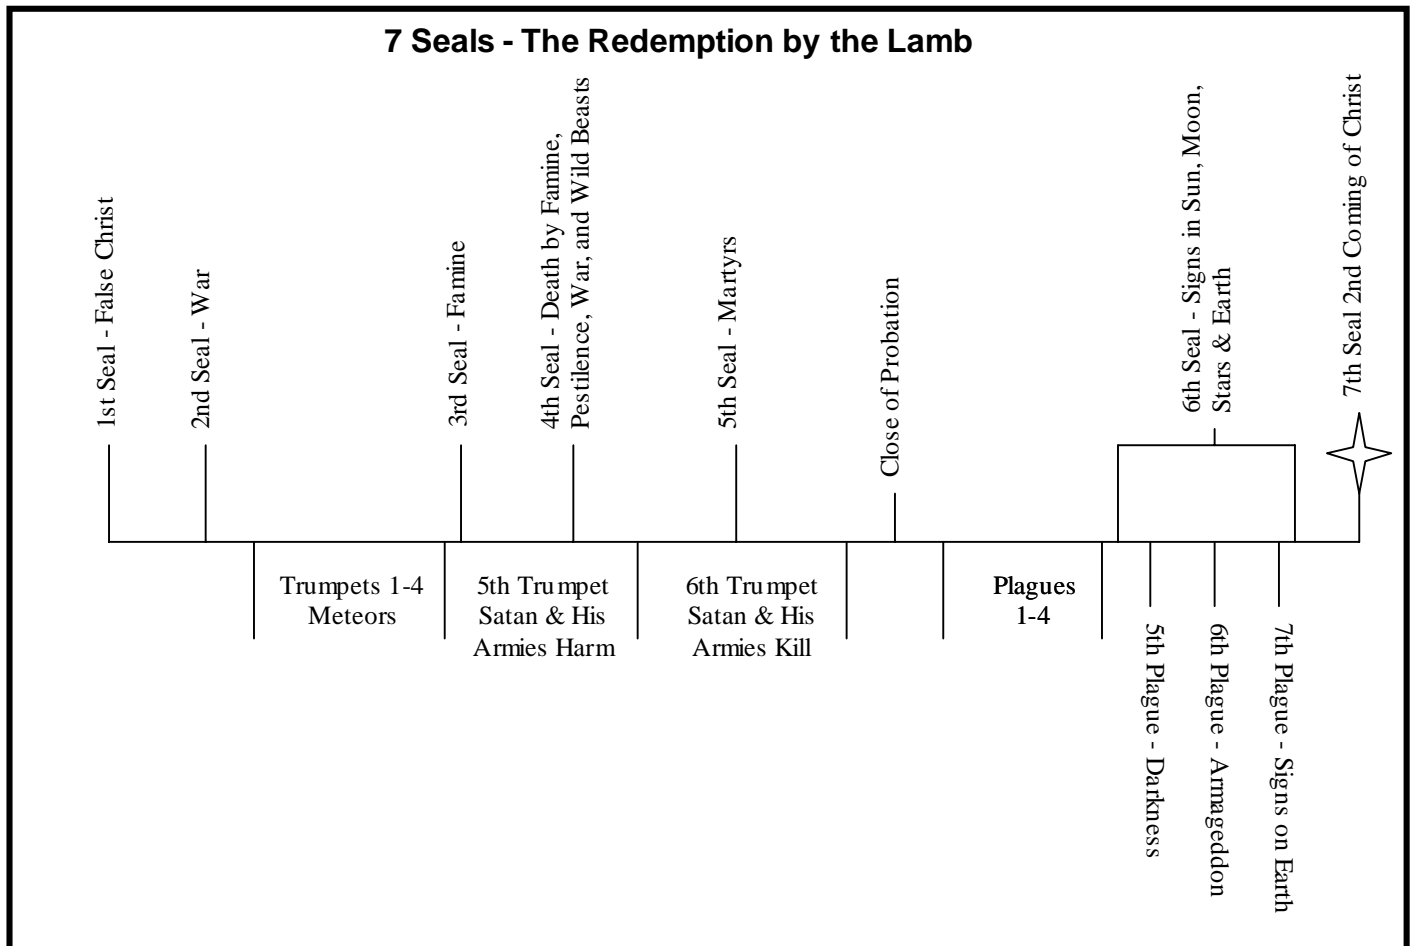 7 Seals - The Redemption by the Lamb
1st Seal - False Christ
2nd Seal - War
3rd Seal - Famine
4th Seal - Death by Famine,
Pestilence, War, and Wild Beasts
5th Seal - Martyrs
Close of Probation
6th Seal - Signs in Sun, Moon,
Stars & Earth
7th Seal 2nd Coming of Christ
Trumpets 1-4
Meteors
5th Trumpet
Satan & His
Armies Harm
6th Trumpet
Satan & His
Armies Kill
Plagues
1-4
5th Plague - Darkness
6th Plague - Armageddon
7th Plague - Signs on Earth